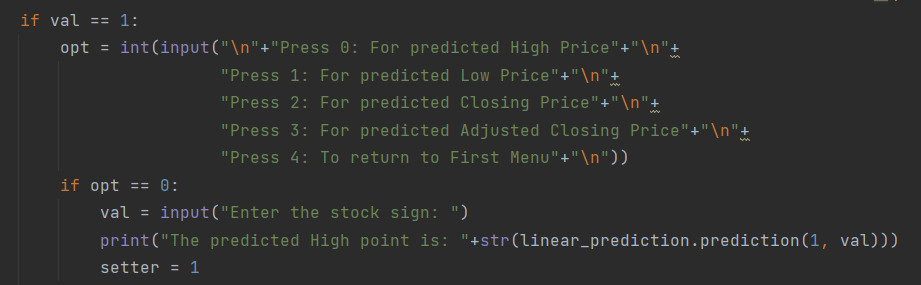 if val == 1:
    opt = int(input("\n"+"Press 0: For predicted High Price"+"\n"+
                    "Press 1: For predicted Low Price"+"\n"+
                    "Press 2: For predicted Closing Price"+"\n"+
                    "Press 3: For predicted Adjusted Closing Price"+"\n"+
                    "Press 4: To return to First Menu"+"\n"))
    if opt == 0:
        val = input("Enter the stock sign: ")
        print("The predicted High point is: "+str(linear_prediction.prediction(1, val)))
        setter = 1